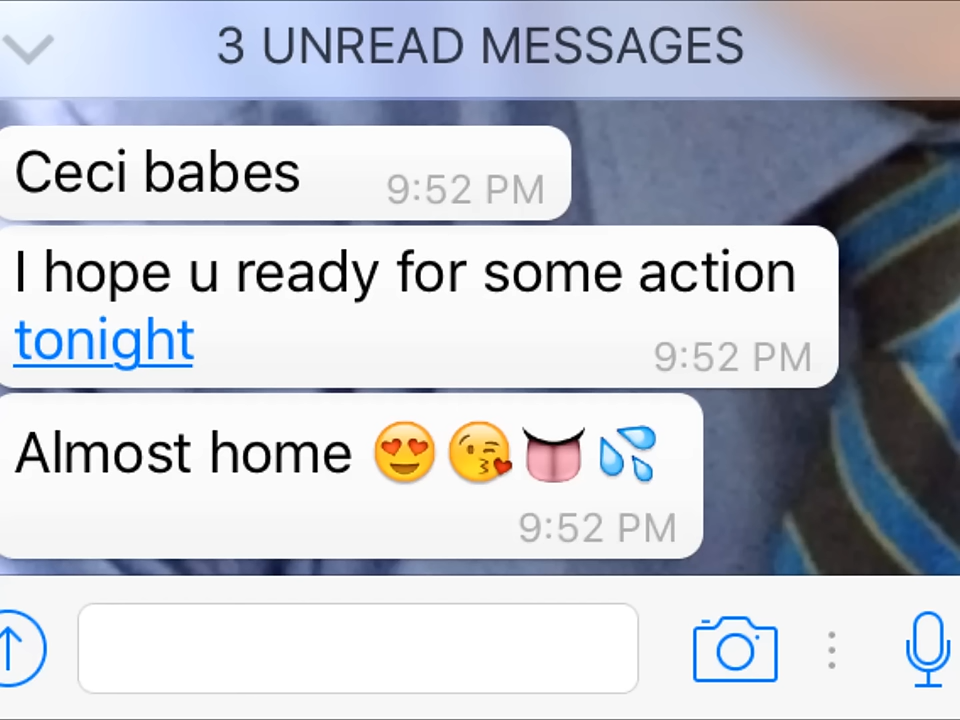 3 UNREAD MESSAGES
Ceci babes 9:52 PM
I hope u ready for some action
tonight 9:52 PM
Almost home 😍😘👅💦
9:52 PM